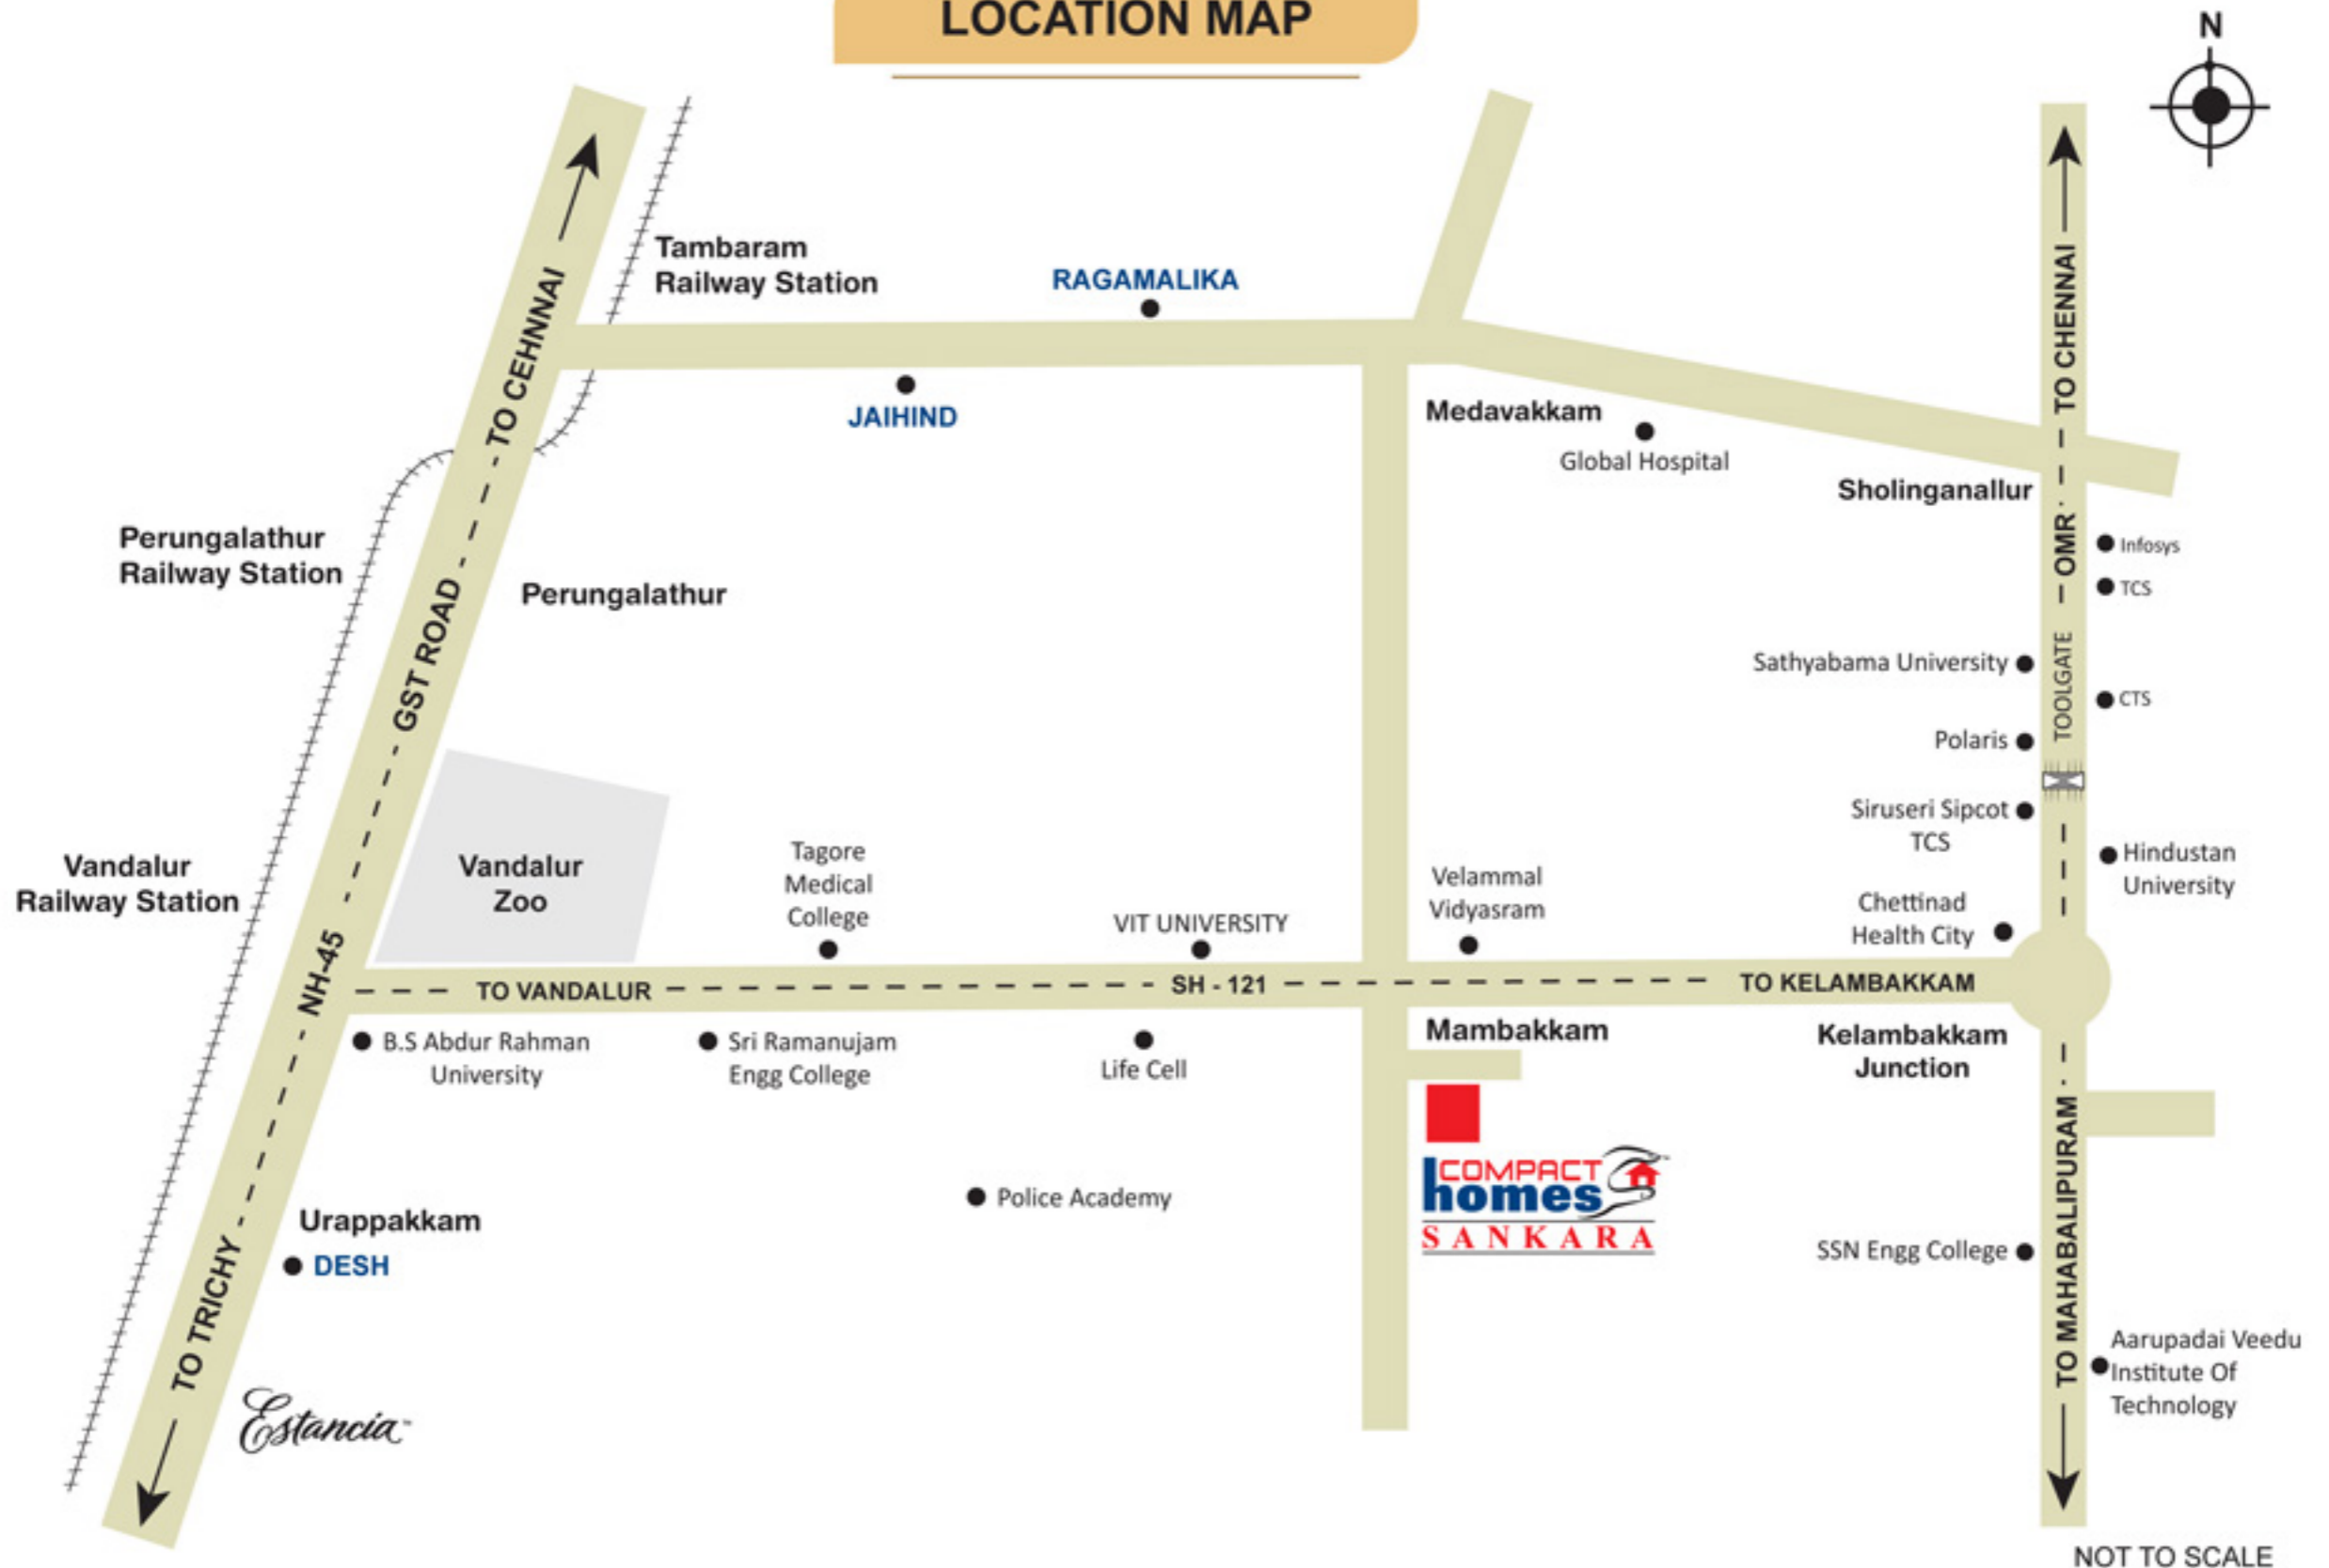 LOCATION MAP
N
TO CEHNNAI
GST ROAD
NH-45
TO TRICHY
Tambaram
Railway Station
RAGAMALIKA
JAIHIND
Medavakkam
Global Hospital
Sholinganallur
TO CHENNAI
OMR
TOOLGATE
Infosys
TCS
Perungalathur
Railway Station
Perungalathur
Sathyabama University
CTS
Polaris
Siruseri Sipcot
TCS
Hindustan
University
Vandalur
Railway Station
Vandalur
Zoo
Tagore
Medical
College
VIT UNIVERSITY
Velammal
Vidyasram
Chettinad
Health City
TO VANDALUR
SH - 121
TO KELAMBAKKAM
B.S Abdur Rahman
University
Sri Ramanujam
Engg College
Life Cell
Mambakkam
Kelambakkam
Junction
TO MAHABALIPURAM
Urappakkam
DESH
Police Academy
COMPACT
homes
SANKARA
SSN Engg College
Aarupadai Veedu
Institute Of
Technology
Estancia
NOT TO SCALE